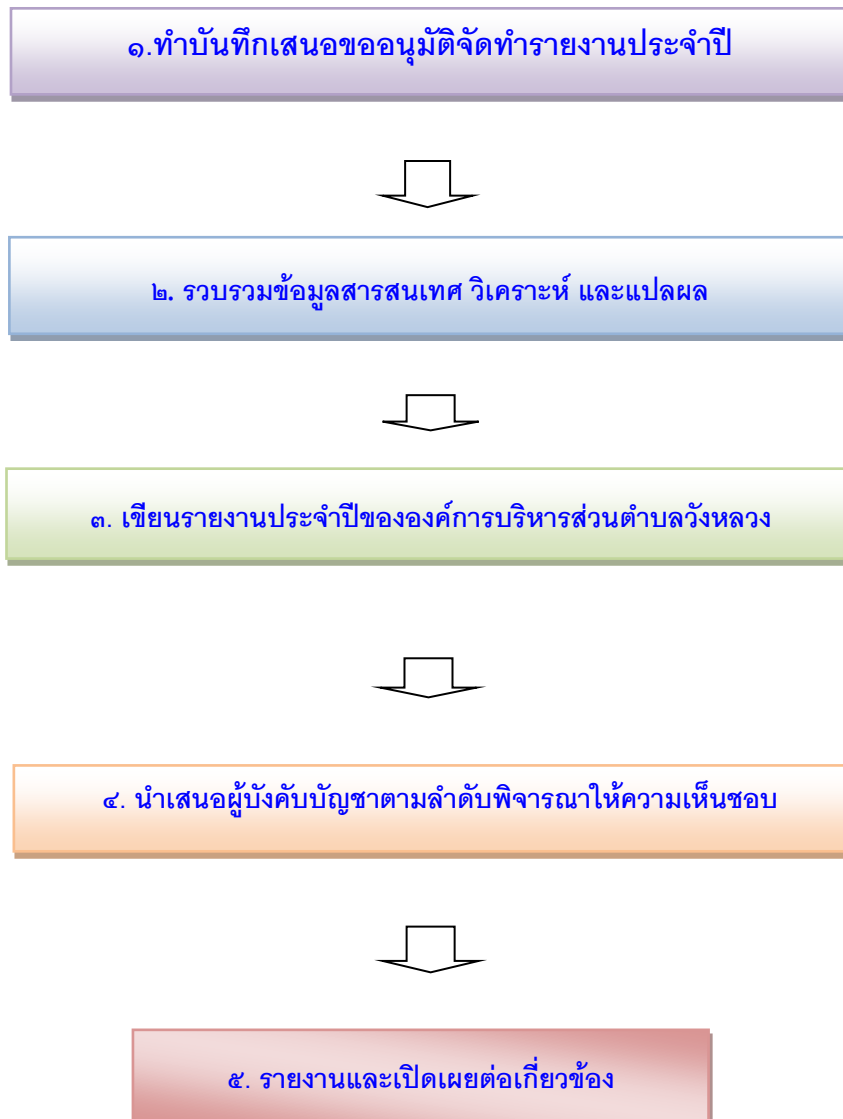 ๑.ทำบันทึกเสนอขออนุมัติจัดทำรายงานประจำปี
๒. รวบรวมข้อมูลสารสนเทศ วิเคราะห์ และแปลผล
๓. เขียนรายงานประจำปีขององค์การบริหารส่วนตำบลวังหลวง
๔. นำเสนอผู้บังคับบัญชาตามลำดับพิจารณาให้ความเห็นชอบ
๕. รายงานและเปิดเผยต่อเกี่ยวข้อง